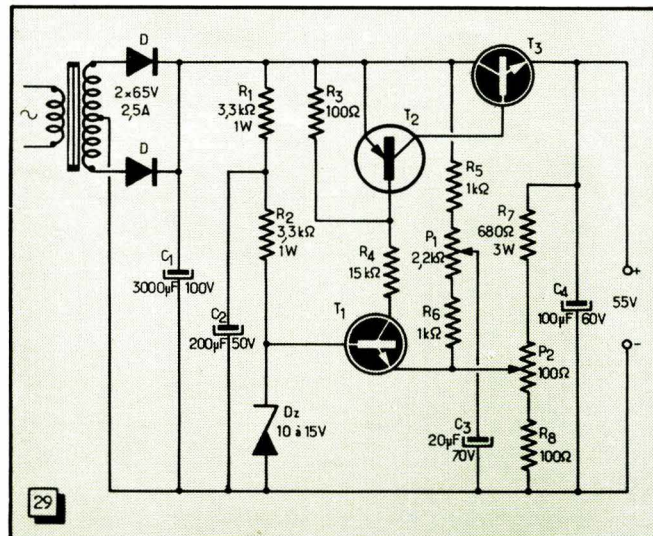 D
2×65V
2,5A
D
C1
3000µF 100V
R1
3,3kΩ
1W
R2
3,3kΩ
1W
C2
200µF 50V
Dz
10 à 15V
R3
100Ω
T2
R4
15kΩ
T1
T3
R5
1kΩ
P1
2,2kΩ
R6
1kΩ
C3
20µF
70V
R7
680Ω
3W
P2
100Ω
R8
100Ω
C4
100µF 60V
+
55V
-
29